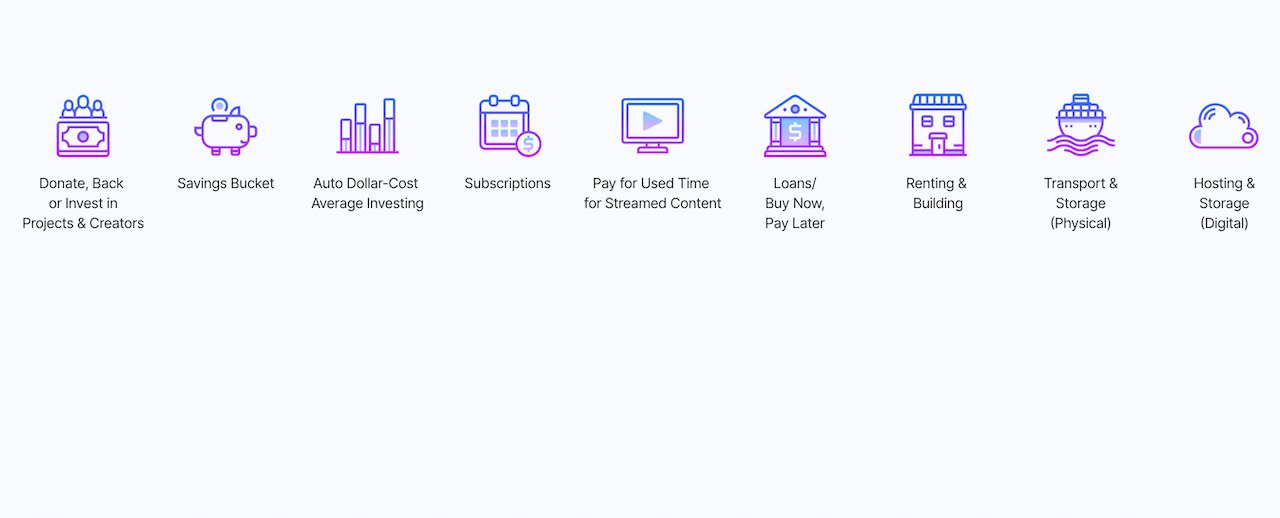 Donate, Back
or Invest in
Projects & Creators
Savings Bucket
Auto Dollar-Cost
Average Investing
Subscriptions
Pay for Used Time
for Streamed Content
Loans/
Buy Now,
Pay Later
Renting &
Building
Transport &
Storage
(Physical)
Hosting &
Storage
(Digital)